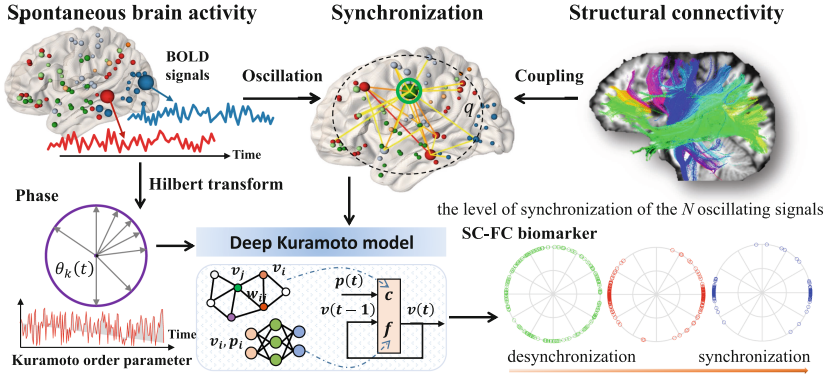 Spontaneous brain activity
Synchronization
Structural connectivity
BOLD
signals
Oscillation
Coupling
q
Time
Hilbert transform
Phase
the level of synchronization of the N oscillating signals
SC-FC biomarker
Deep Kuramoto model
θₖ(t)
vⱼ
vᵢ
wᵢⱼ
p(t)
c
v(t − 1)
v(t)
f
vᵢ, pᵢ
Time
Kuramoto order parameter
desynchronization
synchronization